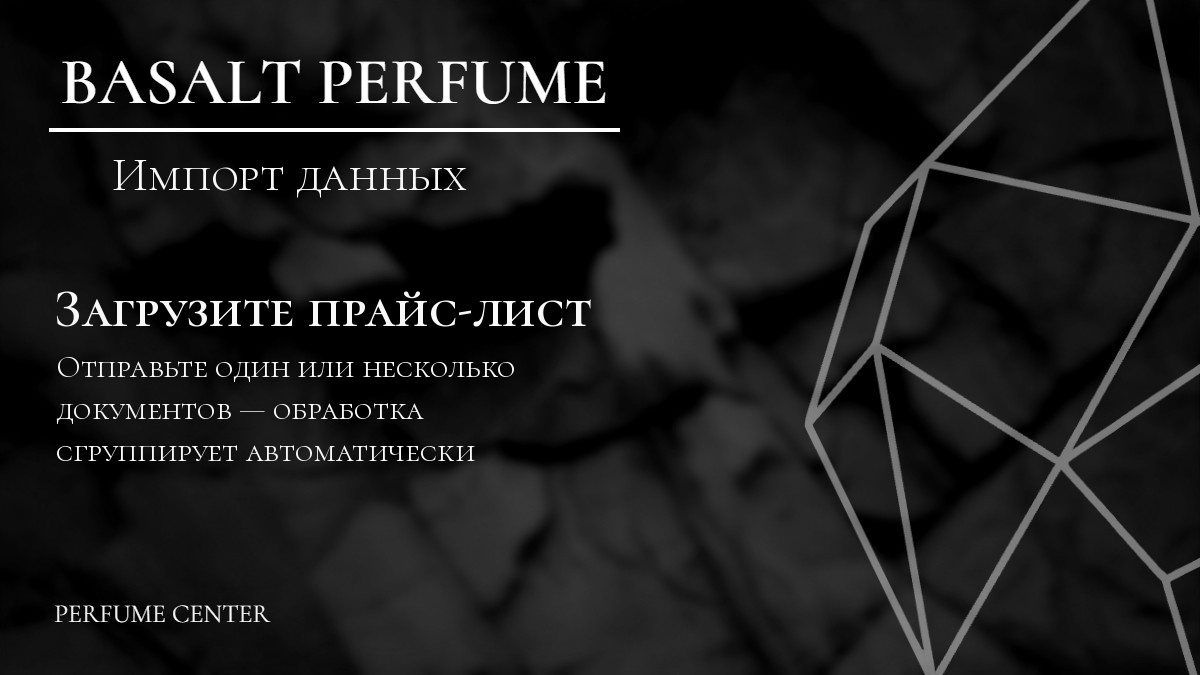 BASALT PERFUME
Импорт данных
Загрузите прайс-лист
Отправьте один или несколько
документов — обработка
сгруппирует автоматически
PERFUME CENTER